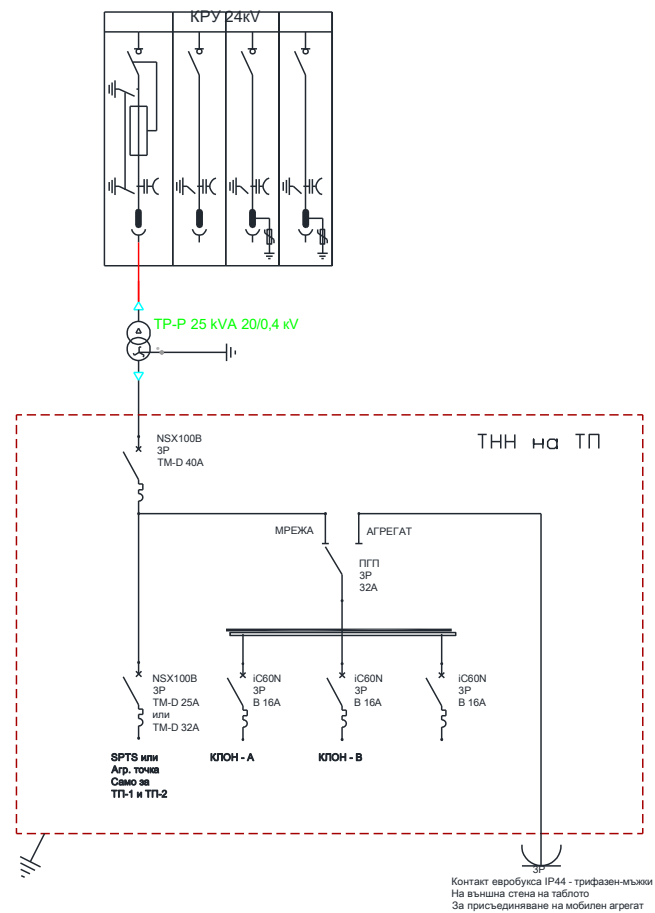 КРУ 24kV
ТР-Р 25 kVA 20/0,4 кV
ТНН на ТП
NSX100B
3P
TM-D 40A
МРЕЖА
АГРЕГАТ
ПГП
3P
32A
NSX100B
3P
TM-D 25A
или
TM-D 32A
iC60N
3P
B 16A
iC60N
3P
B 16A
iC60N
3P
B 16A
SPTS или
Агр. точка
Само за
ТП-1 и ТП-2
КЛОН - А
КЛОН - В
3P
Контакт евробукса IP44 - трифазен-мъжки
На външна стена на таблото
За присъединяване на мобилен агрегат